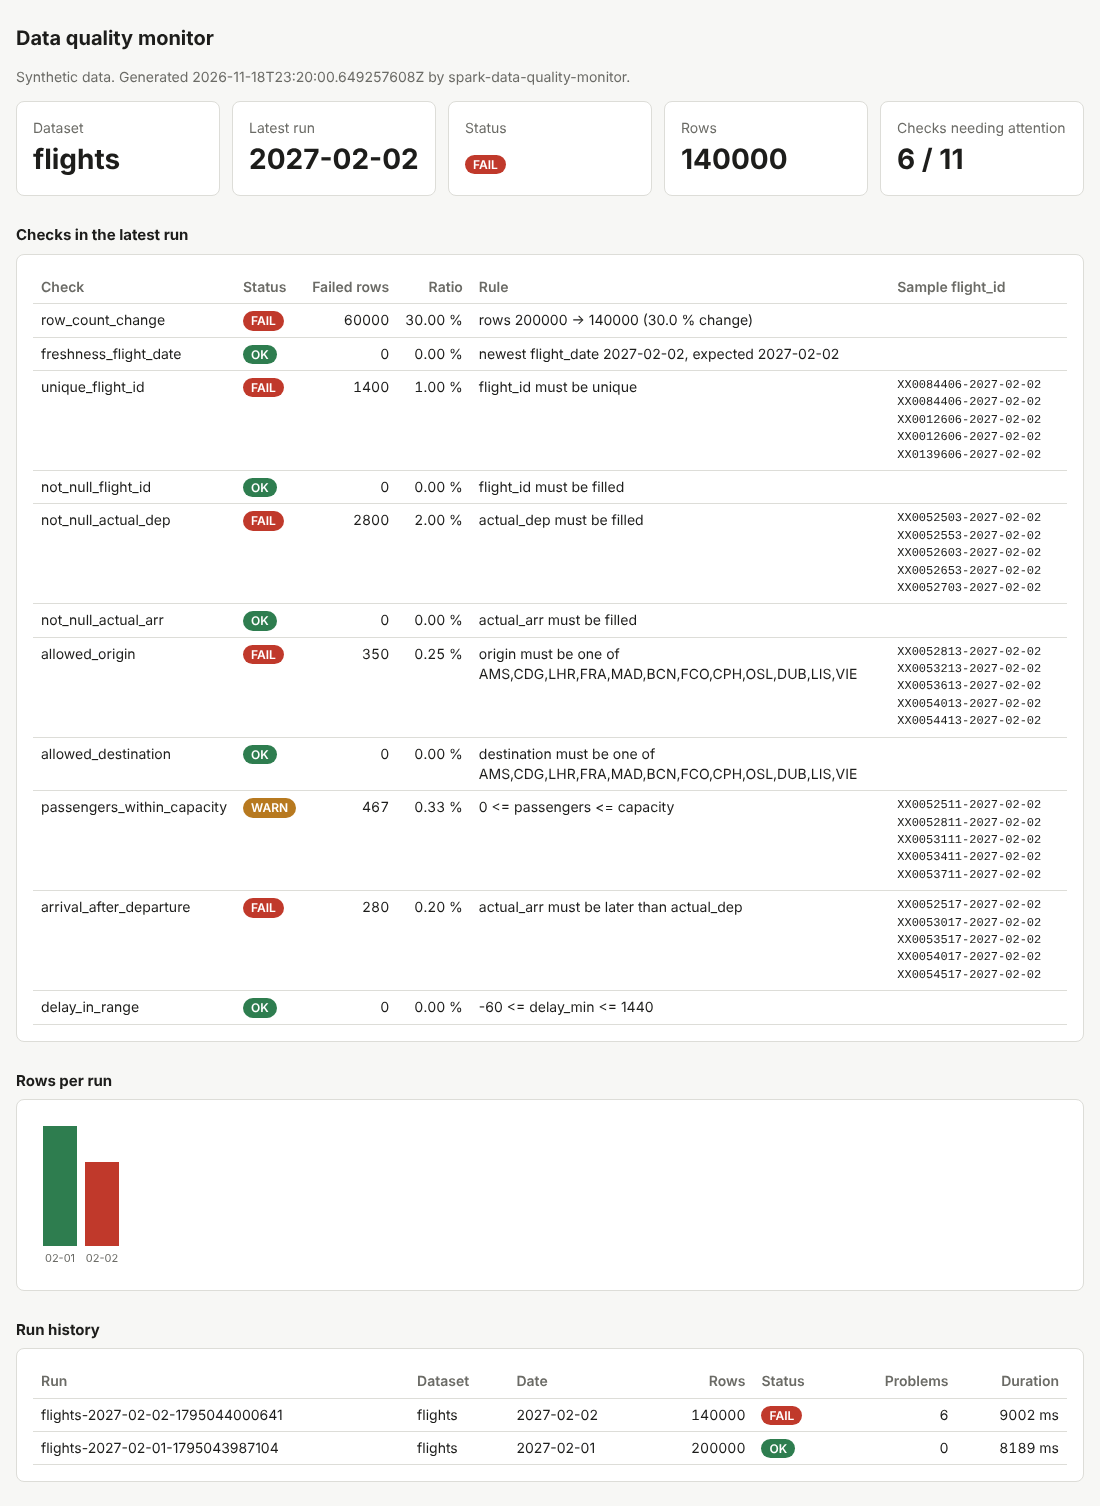 Data quality monitor
Synthetic data. Generated 2026-11-18T23:20:00.649257608Z by spark-data-quality-monitor.
Dataset
flights
Latest run
2027-02-02
Status
FAIL
Rows
140000
Checks needing attention
6 / 11
Checks in the latest run
Check Status Failed rows Ratio Rule Sample flight_id
row_count_change FAIL 60000 30.00 % rows 200000 → 140000 (30.0 % change)
freshness_flight_date OK 0 0.00 % newest flight_date 2027-02-02, expected 2027-02-02
unique_flight_id FAIL 1400 1.00 % flight_id must be unique XX0084406-2027-02-02
XX0084406-2027-02-02
XX0012606-2027-02-02
XX0012606-2027-02-02
XX0139606-2027-02-02
not_null_flight_id OK 0 0.00 % flight_id must be filled
not_null_actual_dep FAIL 2800 2.00 % actual_dep must be filled XX0052503-2027-02-02
XX0052553-2027-02-02
XX0052603-2027-02-02
XX0052653-2027-02-02
XX0052703-2027-02-02
not_null_actual_arr OK 0 0.00 % actual_arr must be filled
allowed_origin FAIL 350 0.25 % origin must be one of XX0052813-2027-02-02
AMS,CDG,LHR,FRA,MAD,BCN,FCO,CPH,OSL,DUB,LIS,VIE XX0053213-2027-02-02
XX0053613-2027-02-02
XX0054013-2027-02-02
XX0054413-2027-02-02
allowed_destination OK 0 0.00 % destination must be one of
AMS,CDG,LHR,FRA,MAD,BCN,FCO,CPH,OSL,DUB,LIS,VIE
passengers_within_capacity WARN 467 0.33 % 0 <= passengers <= capacity XX0052511-2027-02-02
XX0052811-2027-02-02
XX0053111-2027-02-02
XX0053411-2027-02-02
XX0053711-2027-02-02
arrival_after_departure FAIL 280 0.20 % actual_arr must be later than actual_dep XX0052517-2027-02-02
XX0053017-2027-02-02
XX0053517-2027-02-02
XX0054017-2027-02-02
XX0054517-2027-02-02
delay_in_range OK 0 0.00 % -60 <= delay_min <= 1440
Rows per run
02-01 02-02
Run history
Run Dataset Date Rows Status Problems Duration
flights-2027-02-02-1795044000641 flights 2027-02-02 140000 FAIL 6 9002 ms
flights-2027-02-01-1795043987104 flights 2027-02-01 200000 OK 0 8189 ms